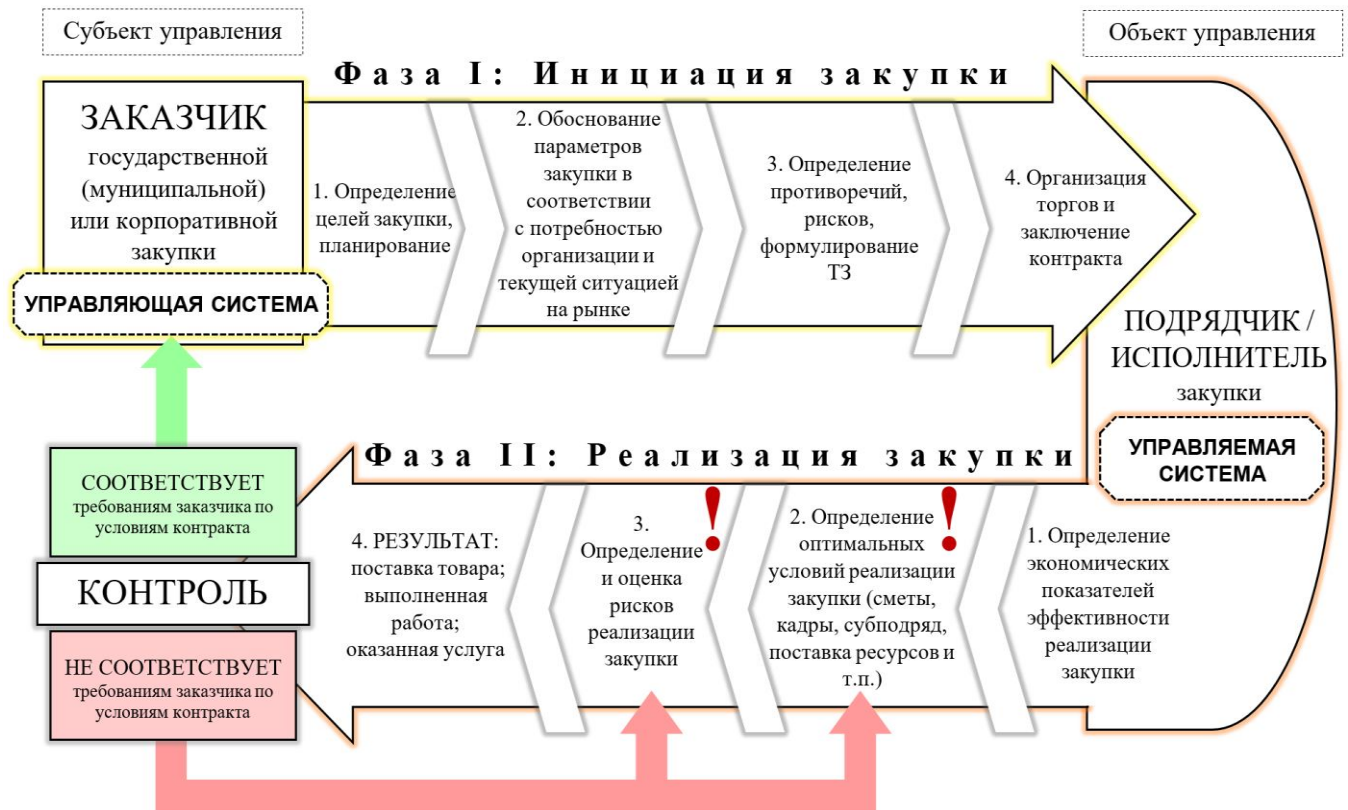 Субъект управления
Объект управления
Фаза I: Инициация закупки
ЗАКАЗЧИК
государственной
(муниципальной)
или корпоративной
закупки
УПРАВЛЯЮЩАЯ СИСТЕМА
1. Определение
целей закупки,
планирование
2. Обоснование
параметров
закупки в
соответствии
с потребностью
организации и
текущей ситуацией
на рынке
3. Определение
противоречий,
рисков,
формулирование
ТЗ
4. Организация
торгов и
заключение
контракта
ПОДРЯДЧИК /
ИСПОЛНИТЕЛЬ
закупки
УПРАВЛЯЕМАЯ
СИСТЕМА
Фаза II: Реализация закупки
1. Определение
экономических
показателей
эффективности
реализации
закупки
!
2. Определение
оптимальных
условий реализации
закупки (сметы,
кадры, субподряд,
поставка ресурсов и
т.п.)
!
3.
Определение
и оценка
рисков
реализации
закупки
4. РЕЗУЛЬТАТ:
поставка товара;
выполненная
работа;
оказанная услуга
СООТВЕТСТВУЕТ
требованиям заказчика по
условиям контракта
КОНТРОЛЬ
НЕ СООТВЕТСТВУЕТ
требованиям заказчика по
условиям контракта